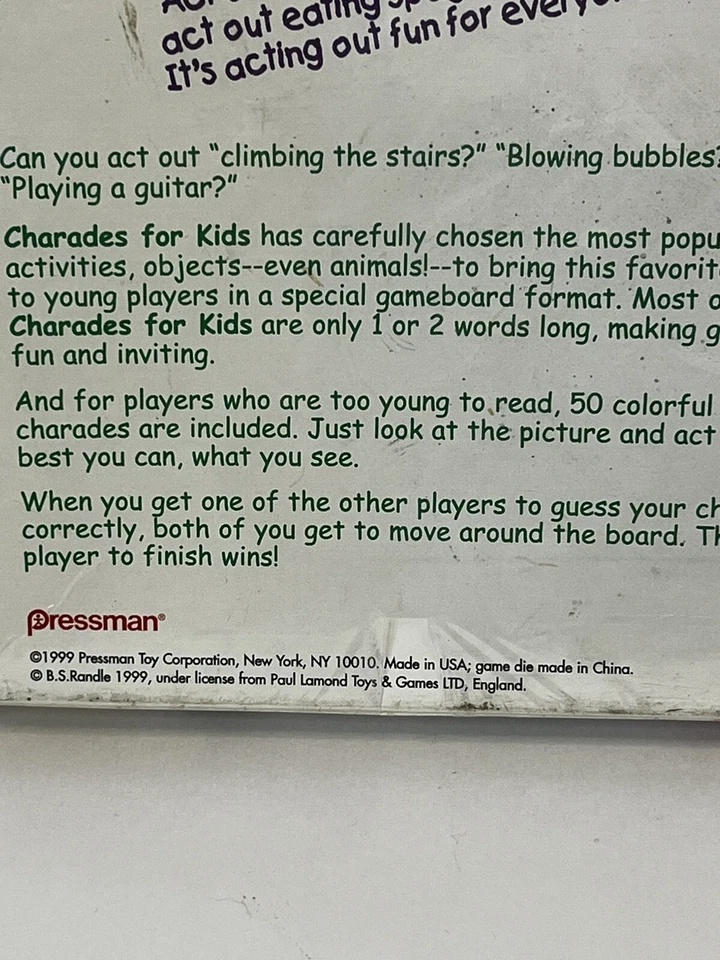 act out eating
It's acting out fun for
Can you act out "climbing the stairs?" "Blowing bubbles?
"Playing a guitar?"
Charades for Kids has carefully chosen the most popu
activities, objects--even animals!--to bring this favorit
to young players in a special gameboard format. Most o
Charades for Kids are only 1 or 2 words long, making g
fun and inviting.
And for players who are too young to read, 50 colorful
charades are included. Just look at the picture and act
best you can, what you see.
When you get one of the other players to guess your ch
correctly, both of you get to move around the board. Th
player to finish wins!
Pressman®
©1999 Pressman Toy Corporation, New York, NY 10010. Made in USA; game die made in China.
© B.S.Randle 1999, under license from Paul Lamond Toys & Games LTD, England.